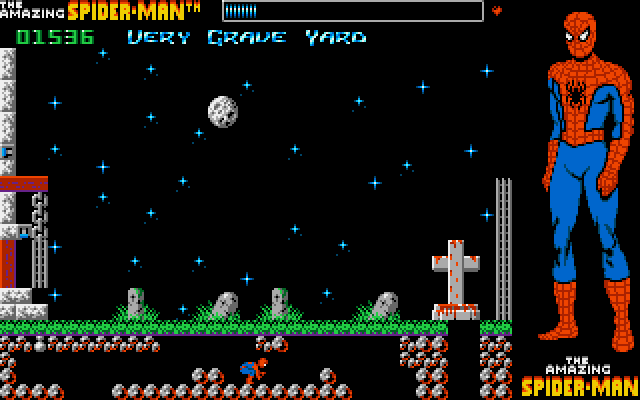 THE
AMAZING SPIDER-MAN™
01536 VERY GRAVE YARD
THE
AMAZING
SPIDER-MAN